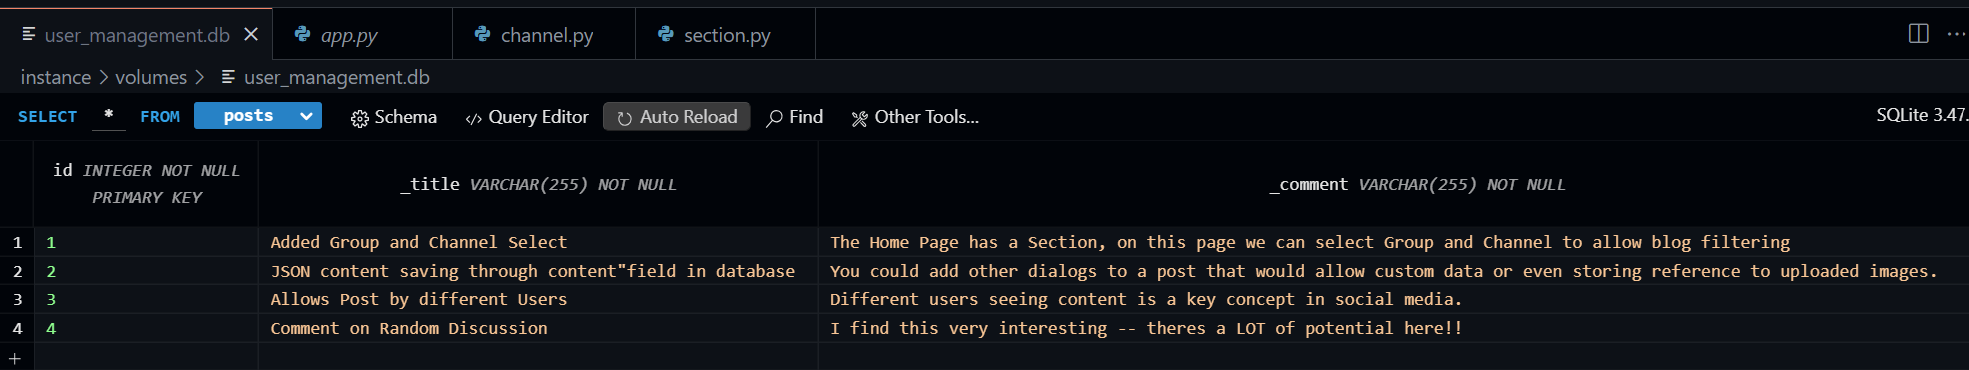 user_management.db app.py channel.py section.py
instance > volumes > user_management.db
SELECT * FROM posts Schema Query Editor Auto Reload Find Other Tools... SQLite 3.47.
id INTEGER NOT NULL PRIMARY KEY _title VARCHAR(255) NOT NULL _comment VARCHAR(255) NOT NULL
1 1 Added Group and Channel Select The Home Page has a Section, on this page we can select Group and Channel to allow blog filtering
2 2 JSON content saving through content"field in database You could add other dialogs to a post that would allow custom data or even storing reference to uploaded images.
3 3 Allows Post by different Users Different users seeing content is a key concept in social media.
4 4 Comment on Random Discussion I find this very interesting -- theres a LOT of potential here!!
+